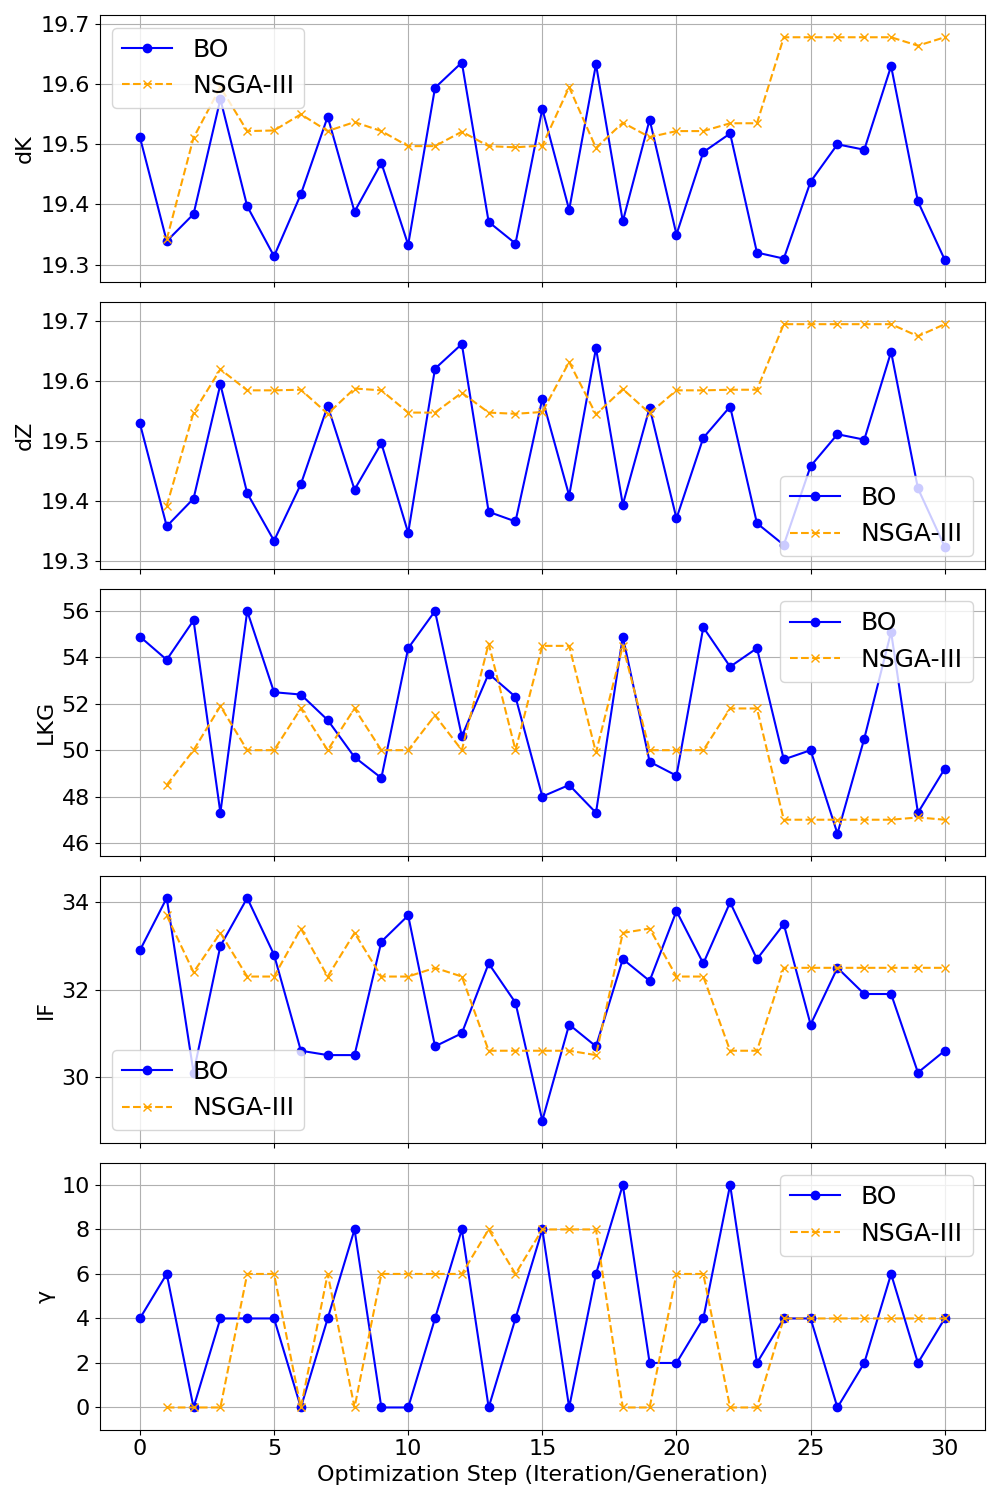 19.7
19.6
19.5
19.4
19.3
dK
BO
NSGA-III
19.7
19.6
19.5
19.4
19.3
dZ
BO
NSGA-III
56
54
52
50
48
46
LKG
BO
NSGA-III
34
32
30
IF
BO
NSGA-III
10
8
6
4
2
0
γ
BO
NSGA-III
0 5 10 15 20 25 30
Optimization Step (Iteration/Generation)